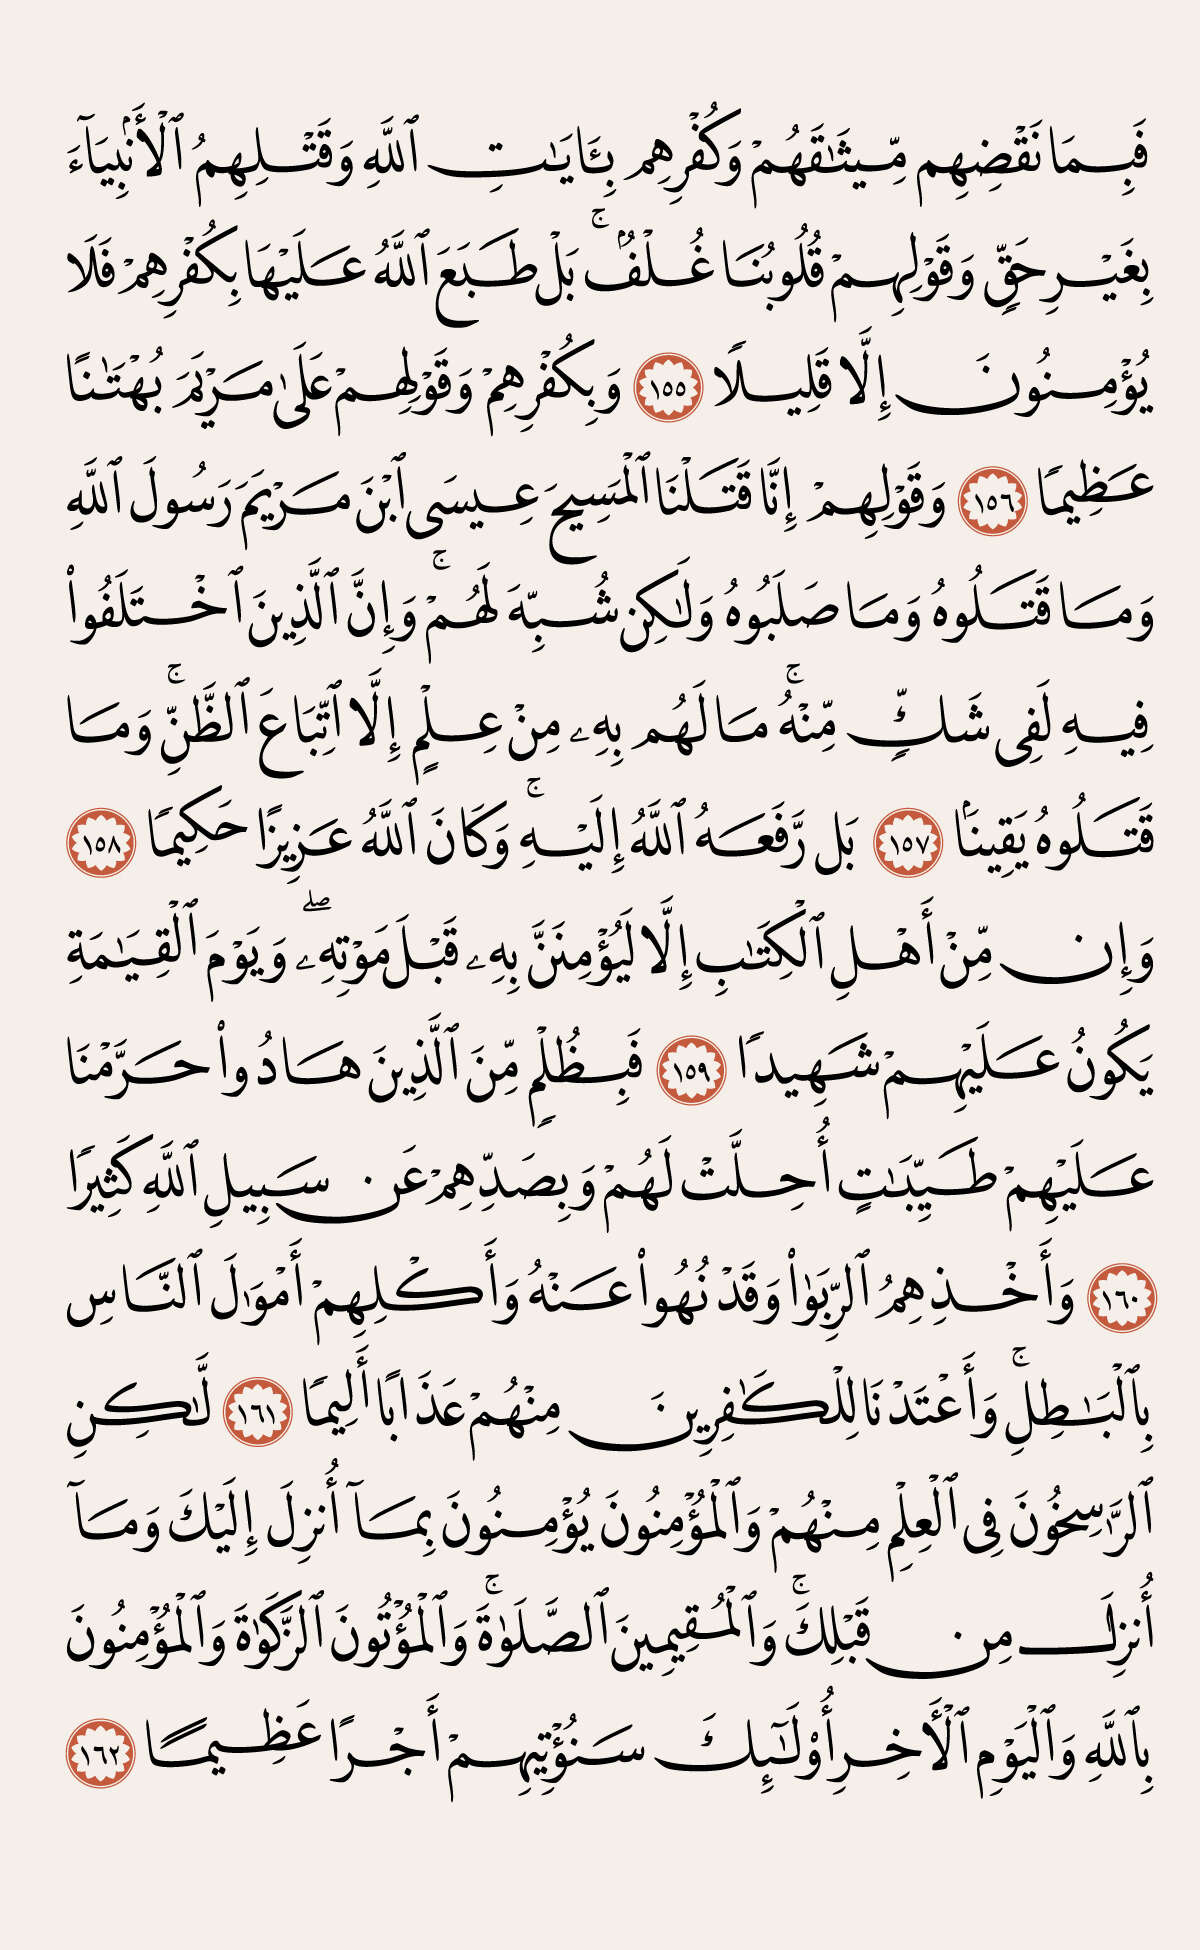 فَبِمَا نَقْضِهِم مِّيثَٰقَهُمْ وَكُفْرِهِم بِـَٔايَٰتِ ٱللَّهِ وَقَتْلِهِمُ ٱلْأَنۢبِيَآءَ
بِغَيْرِ حَقٍّ وَقَوْلِهِمْ قُلُوبُنَا غُلْفٌۢ ۚ بَلْ طَبَعَ ٱللَّهُ عَلَيْهَا بِكُفْرِهِمْ فَلَا
يُؤْمِنُونَ إِلَّا قَلِيلًا ١٥٥ وَبِكُفْرِهِمْ وَقَوْلِهِمْ عَلَىٰ مَرْيَمَ بُهْتَٰنًا
عَظِيمًا ١٥٦ وَقَوْلِهِمْ إِنَّا قَتَلْنَا ٱلْمَسِيحَ عِيسَى ٱبْنَ مَرْيَمَ رَسُولَ ٱللَّهِ
وَمَا قَتَلُوهُ وَمَا صَلَبُوهُ وَلَٰكِن شُبِّهَ لَهُمْ ۚ وَإِنَّ ٱلَّذِينَ ٱخْتَلَفُوا۟
فِيهِ لَفِى شَكٍّ مِّنْهُ ۚ مَا لَهُم بِهِۦ مِنْ عِلْمٍ إِلَّا ٱتِّبَاعَ ٱلظَّنِّ ۚ وَمَا
قَتَلُوهُ يَقِينًۢا ١٥٧ بَل رَّفَعَهُ ٱللَّهُ إِلَيْهِ ۚ وَكَانَ ٱللَّهُ عَزِيزًا حَكِيمًا ١٥٨
وَإِن مِّنْ أَهْلِ ٱلْكِتَٰبِ إِلَّا لَيُؤْمِنَنَّ بِهِۦ قَبْلَ مَوْتِهِۦ ۖ وَيَوْمَ ٱلْقِيَٰمَةِ
يَكُونُ عَلَيْهِمْ شَهِيدًا ١٥٩ فَبِظُلْمٍ مِّنَ ٱلَّذِينَ هَادُوا۟ حَرَّمْنَا
عَلَيْهِمْ طَيِّبَٰتٍ أُحِلَّتْ لَهُمْ وَبِصَدِّهِمْ عَن سَبِيلِ ٱللَّهِ كَثِيرًا
١٦٠ وَأَخْذِهِمُ ٱلرِّبَوٰا۟ وَقَدْ نُهُوا۟ عَنْهُ وَأَكْلِهِمْ أَمْوَٰلَ ٱلنَّاسِ
بِٱلْبَٰطِلِ ۚ وَأَعْتَدْنَا لِلْكَٰفِرِينَ مِنْهُمْ عَذَابًا أَلِيمًا ١٦١ لَّٰكِنِ
ٱلرَّٰسِخُونَ فِى ٱلْعِلْمِ مِنْهُمْ وَٱلْمُؤْمِنُونَ يُؤْمِنُونَ بِمَآ أُنزِلَ إِلَيْكَ وَمَآ
أُنزِلَ مِن قَبْلِكَ ۚ وَٱلْمُقِيمِينَ ٱلصَّلَوٰةَ ۚ وَٱلْمُؤْتُونَ ٱلزَّكَوٰةَ وَٱلْمُؤْمِنُونَ
بِٱللَّهِ وَٱلْيَوْمِ ٱلْأَخِرِ أُو۟لَٰٓئِكَ سَنُؤْتِيهِمْ أَجْرًا عَظِيمًا ١٦٢